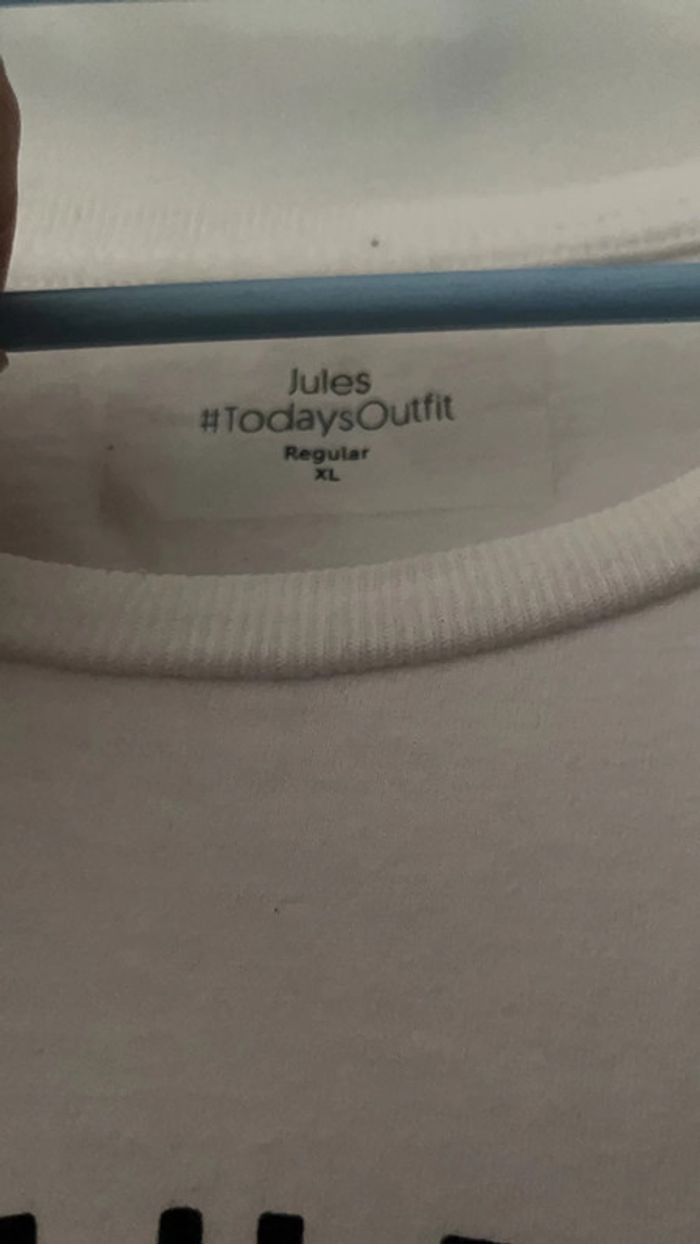 Jules
#TodaysOutfit
Regular
XL